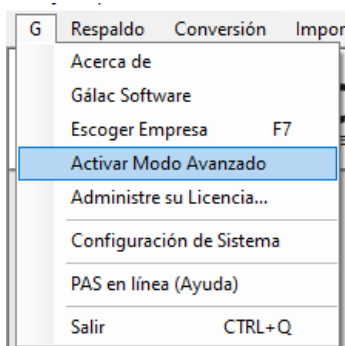 G Respaldo Conversión Impor
Acerca de
Gálac Software
Escoger Empresa F7
Activar Modo Avanzado
Administre su Licencia...
Configuración de Sistema
PAS en línea (Ayuda)
Salir CTRL+Q